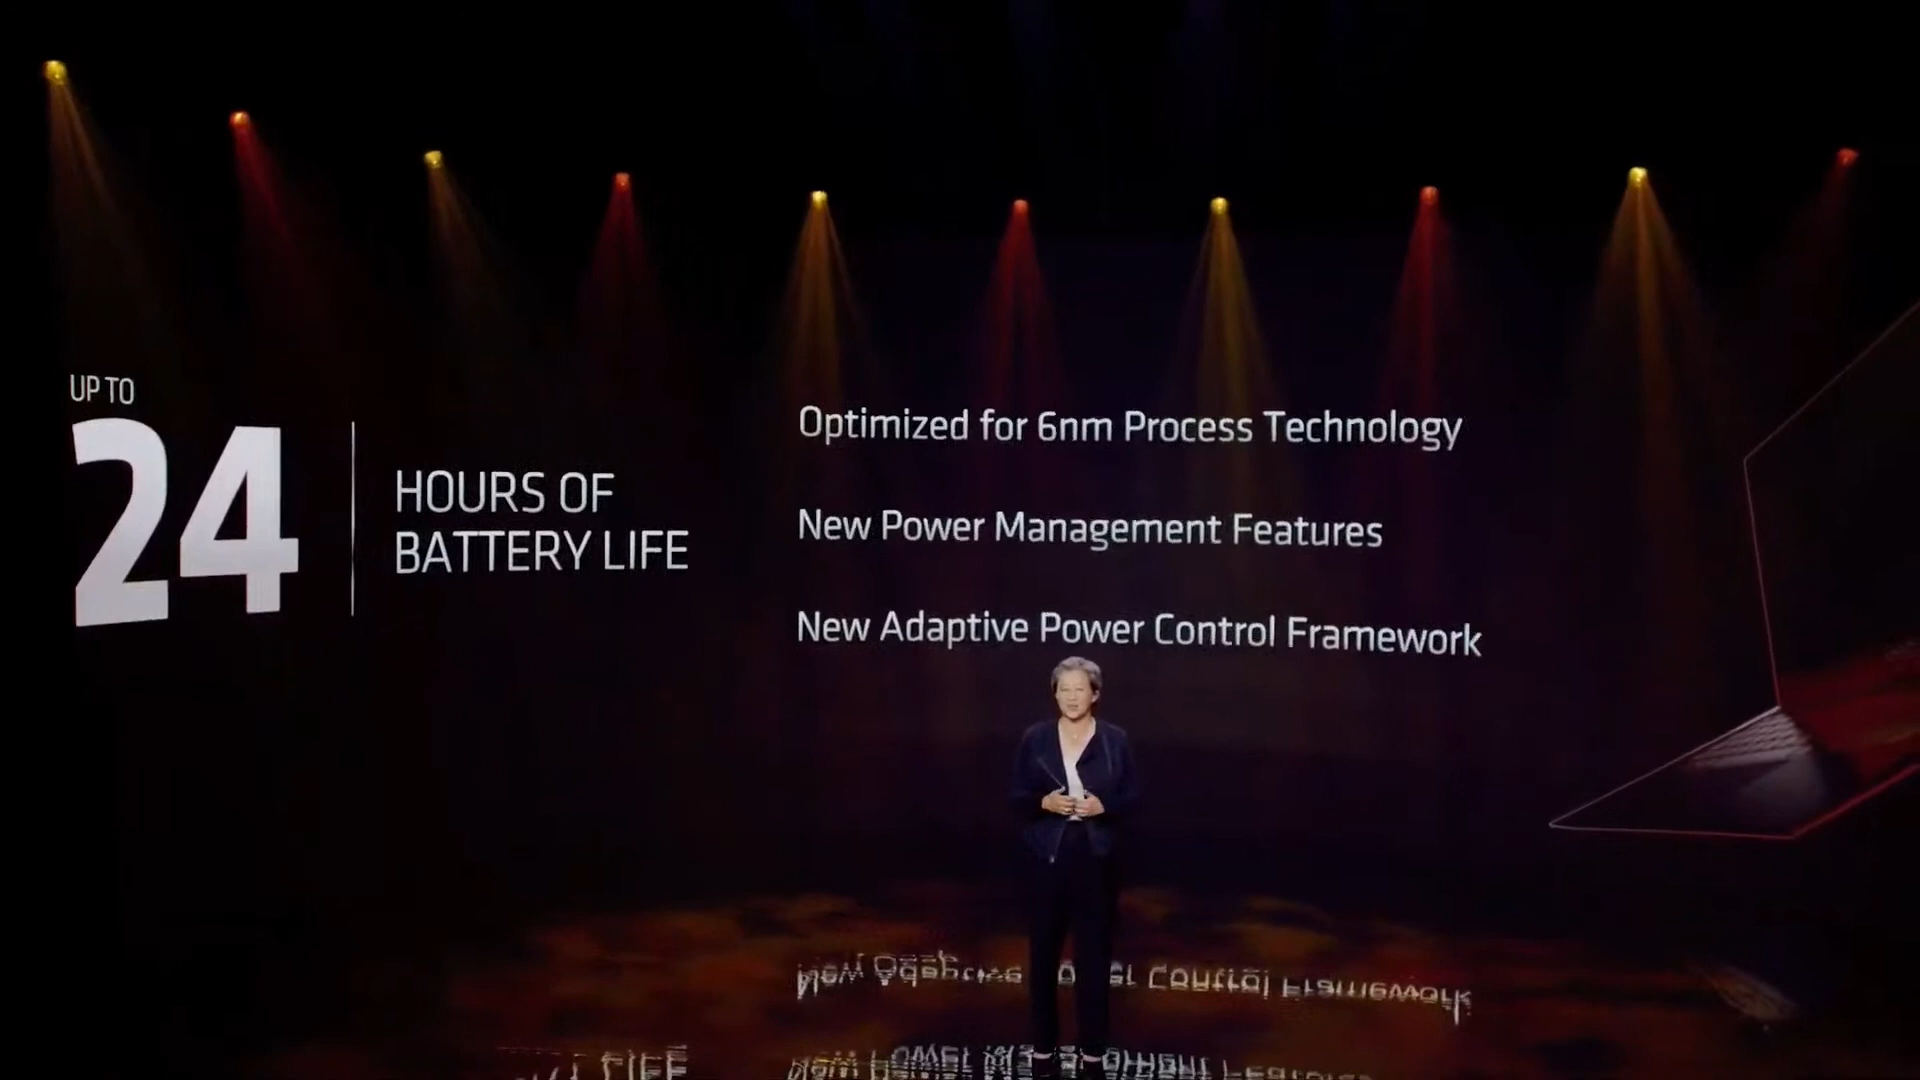 UP TO
24
HOURS OF
BATTERY LIFE
Optimized for 6nm Process Technology
New Power Management Features
New Adaptive Power Control Framework